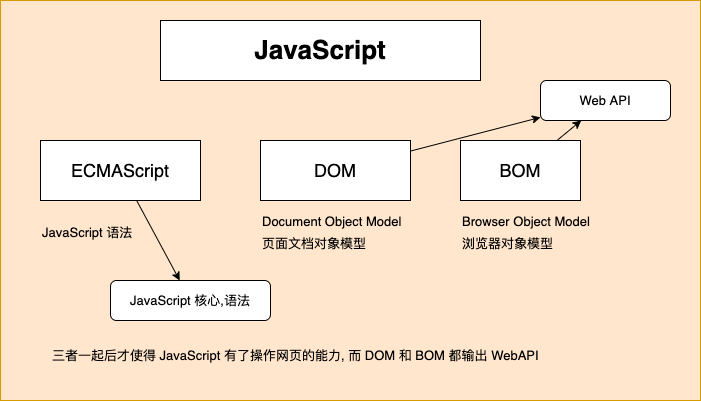 JavaScript
Web API
ECMAScript
DOM
BOM
JavaScript 语法
Document Object Model
页面文档对象模型
Browser Object Model
浏览器对象模型
JavaScript 核心,语法
三者一起后才使得 JavaScript 有了操作网页的能力, 而 DOM 和 BOM 都输出 WebAPI